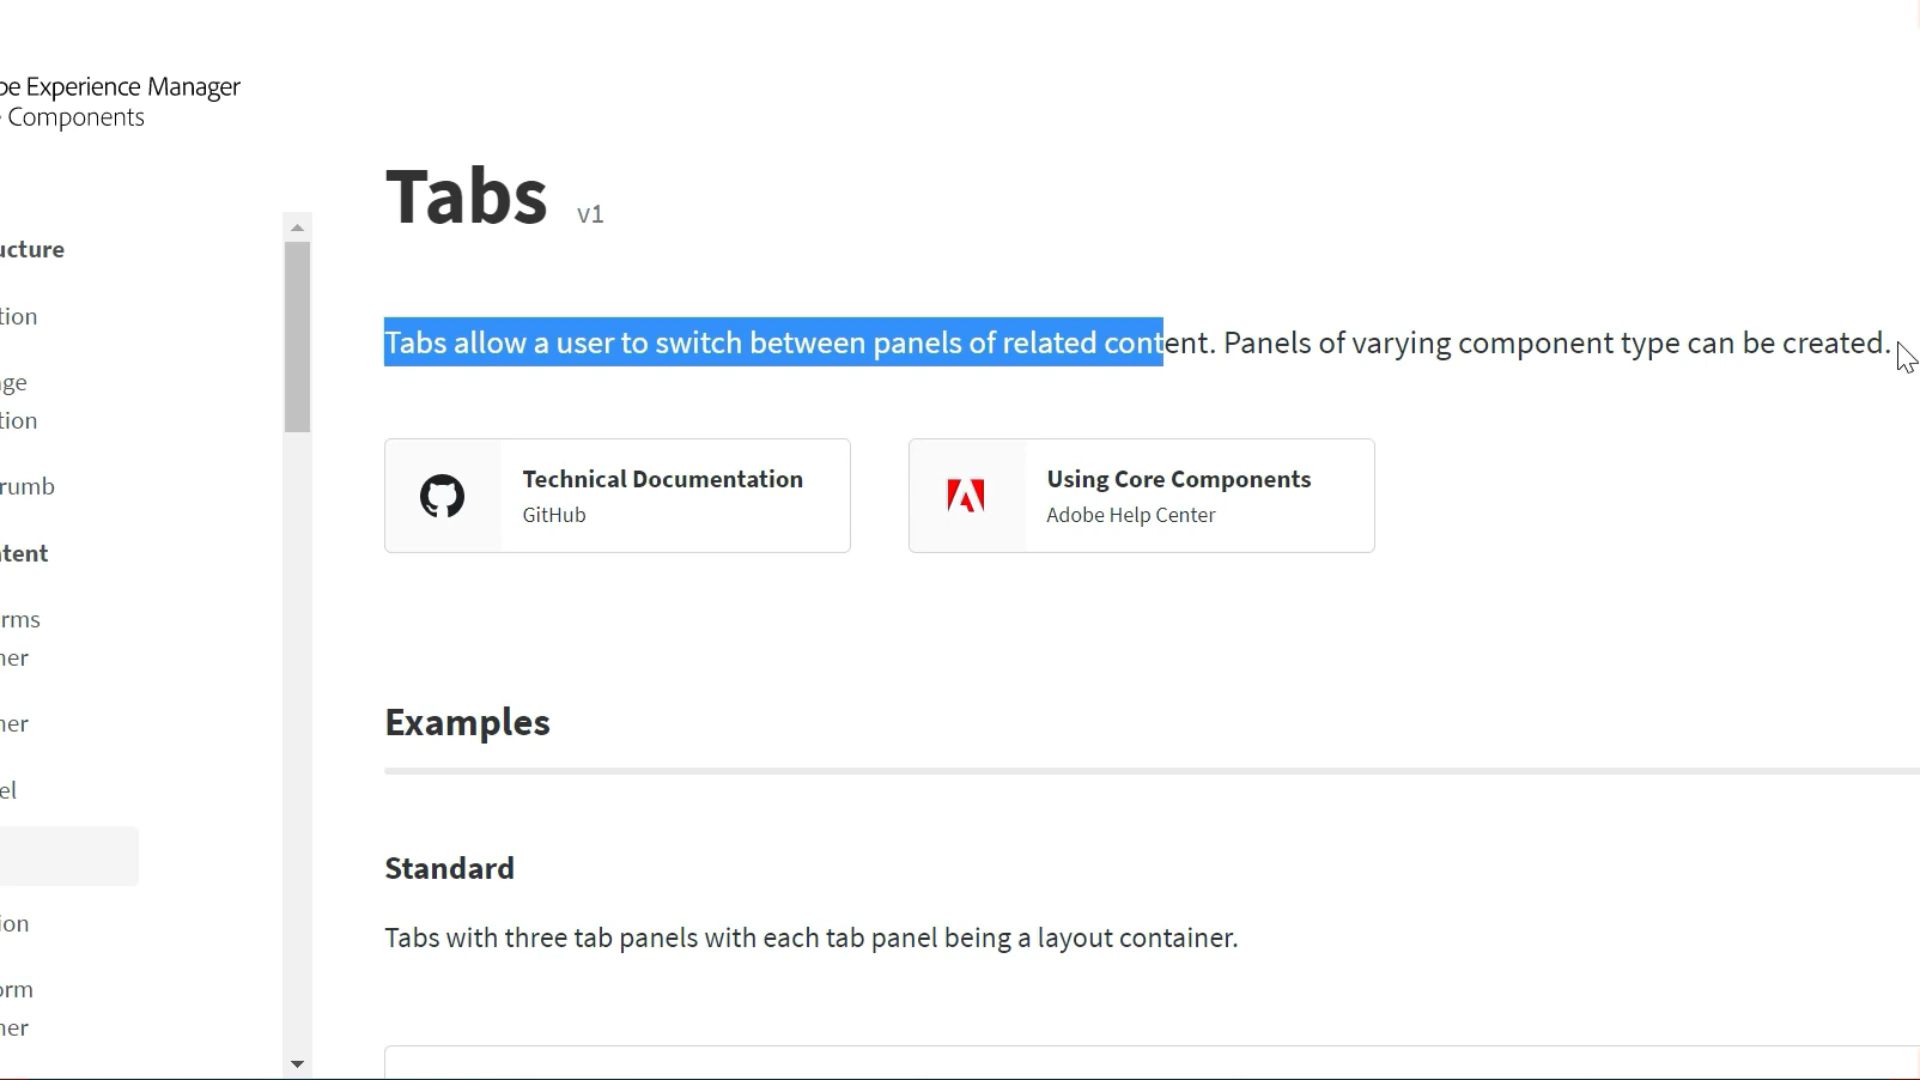 be Experience Manager
Components
Tabs v1
ucture
tion
Tabs allow a user to switch between panels of related content. Panels of varying component type can be created.
ge
tion
rumb
Technical Documentation
GitHub
Using Core Components
Adobe Help Center
tent
rms
ner
ner
Examples
el
Standard
ion
Tabs with three tab panels with each tab panel being a layout container.
orm
ner